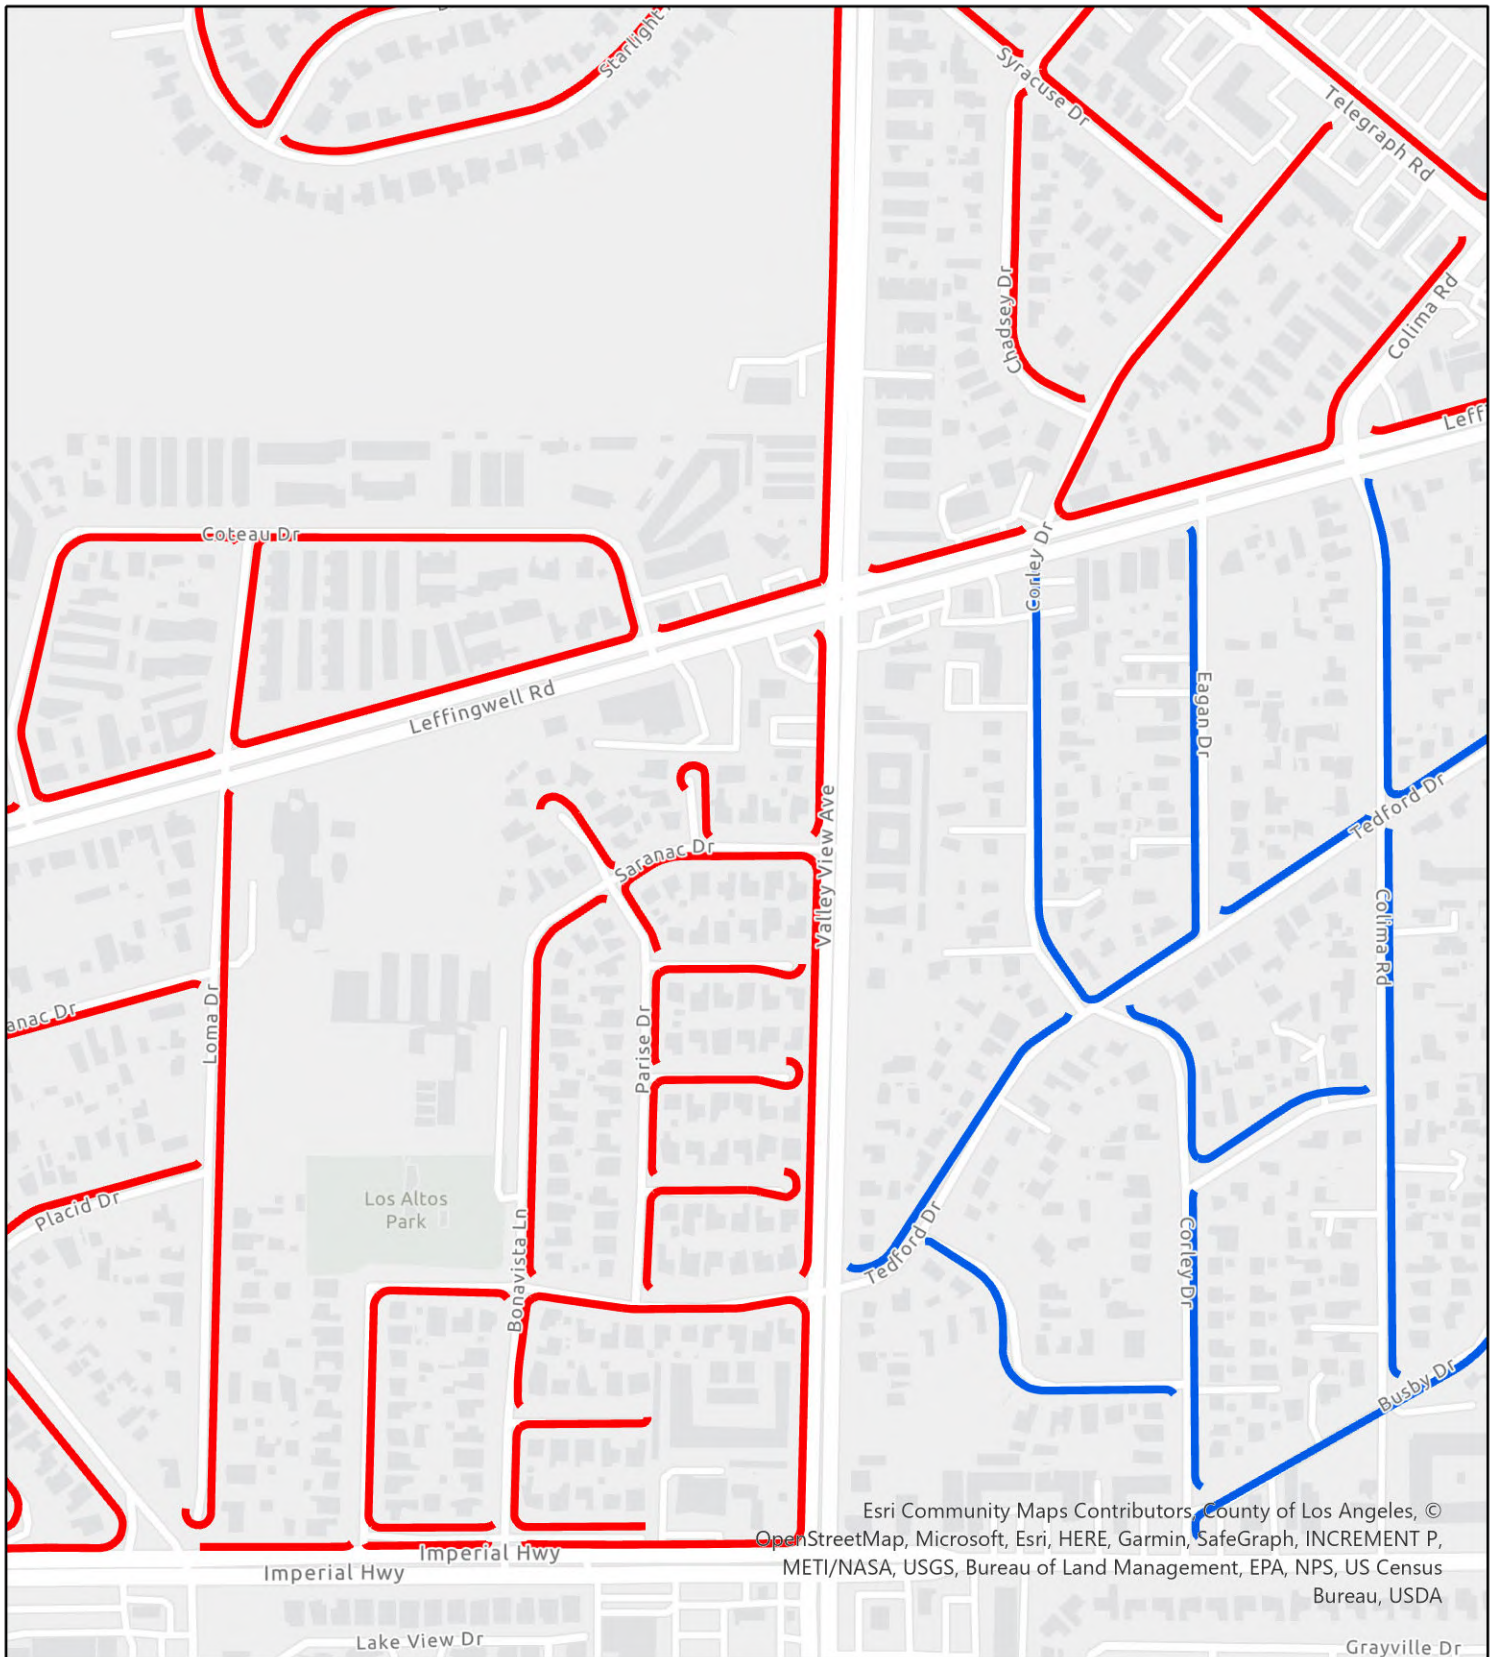 Starlight
Syracuse Dr
Telegraph Rd
Chadsey Dr
Colima Rd
Leff
Coteau Dr
Corley Dr
Leffingwell Rd
Eagan Dr
Tedford Dr
Saranac Dr
Valley View Ave
Colima Rd
anac Dr
Loma Dr
Parise Dr
Placid Dr
Los Altos
Park
Bonavista Ln
Tedford Dr
Corley Dr
Busby Dr
Esri Community Maps Contributors, County of Los Angeles, ©
OpenStreetMap, Microsoft, Esri, HERE, Garmin, SafeGraph, INCREMENT P,
METI/NASA, USGS, Bureau of Land Management, EPA, NPS, US Census
Bureau, USDA
Imperial Hwy
Imperial Hwy
Lake View Dr
Grayville Dr